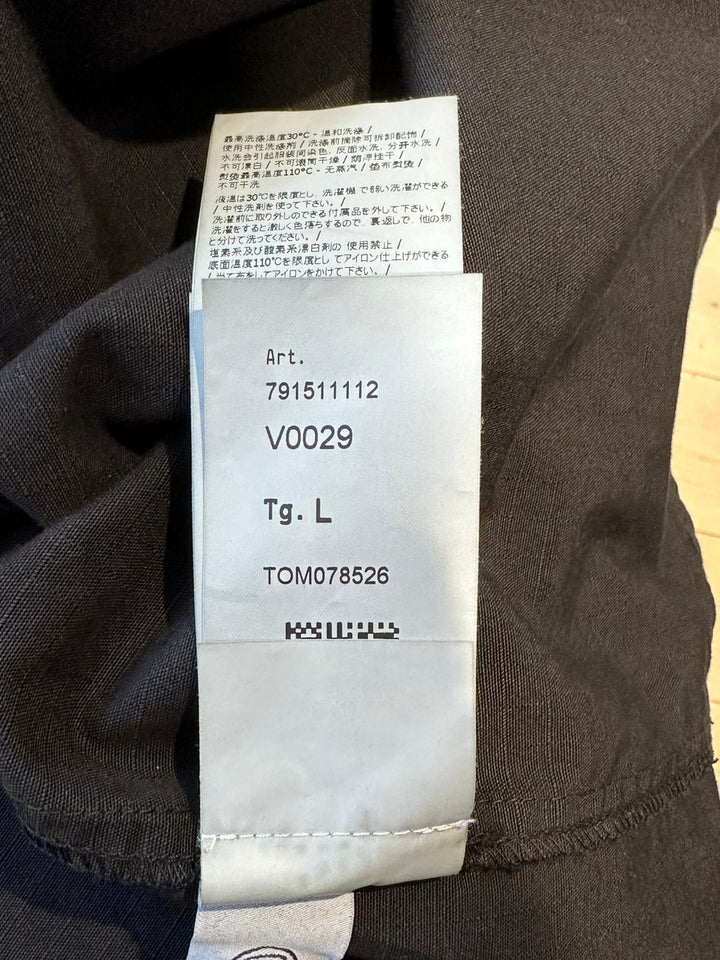 最高洗涤温度30°C - 温和洗涤 /
使用中性洗涤剂 / 洗涤前摘除可拆卸配饰 /
水洗会引起服装间染色，反面水洗，分开水洗 /
不可漂白 / 不可滚筒干燥 / 阴凉挂干 /
熨烫最高温度110°C - 无蒸汽 / 垫布熨烫 /
不可干洗
液温は30℃を限度とし、洗濯機で弱い洗濯ができる
/ 中性洗剤を使って下さい。 /
洗濯前に取り外しのできる付属品を外して下さい。 /
洗濯をすると激しく色落ちするので、裏返しで、他の物
と分けて洗ってください。 /
塩素系及び酸素系漂白剤の 使用禁止 /
底面温度110℃を限度とし てアイロン仕上げができる
/ 当て布をしてアイロンをかけて下さい。 /
Art.
791511112
V0029
Tg. L
TOM078526